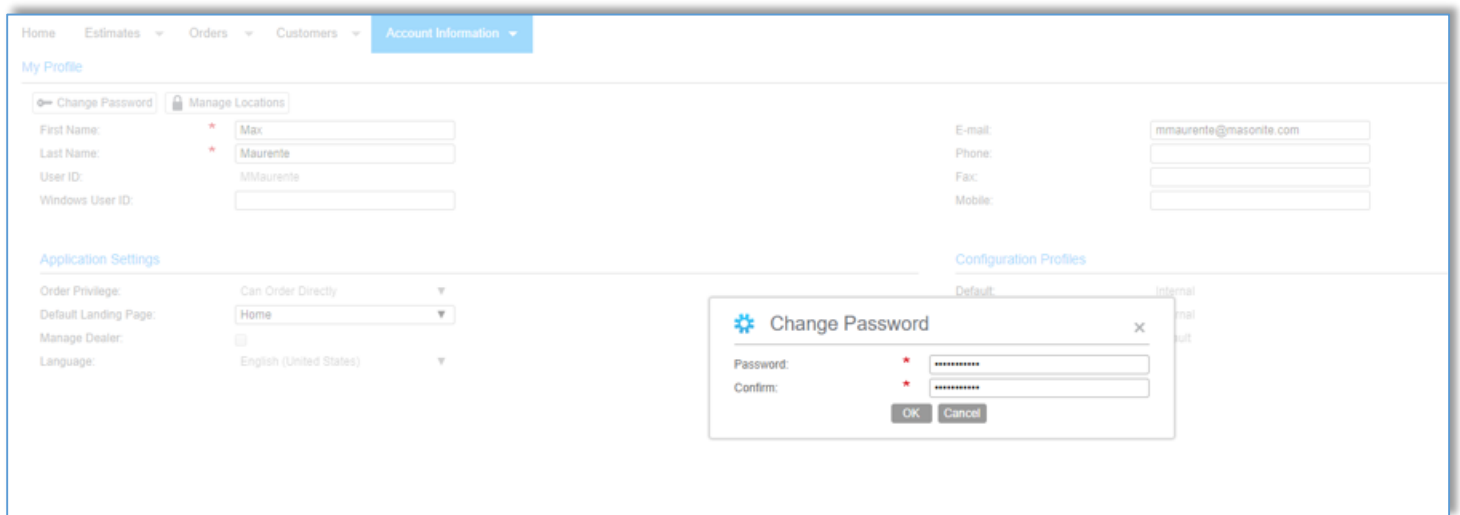 Home Estimates Orders Customers Account Information
My Profile
Change Password Manage Locations
First Name: * Max
Last Name: * Maurente
User ID: MMaurente
Windows User ID:
E-mail: mmaurente@masonite.com
Phone:
Fax:
Mobile:
Application Settings
Order Privilege: Can Order Directly
Default Landing Page: Home
Manage Dealer:
Language: English (United States)
Configuration Profiles
Default: Internal
Change Password
Password: * •••••••••••
Confirm: * •••••••••••
OK Cancel